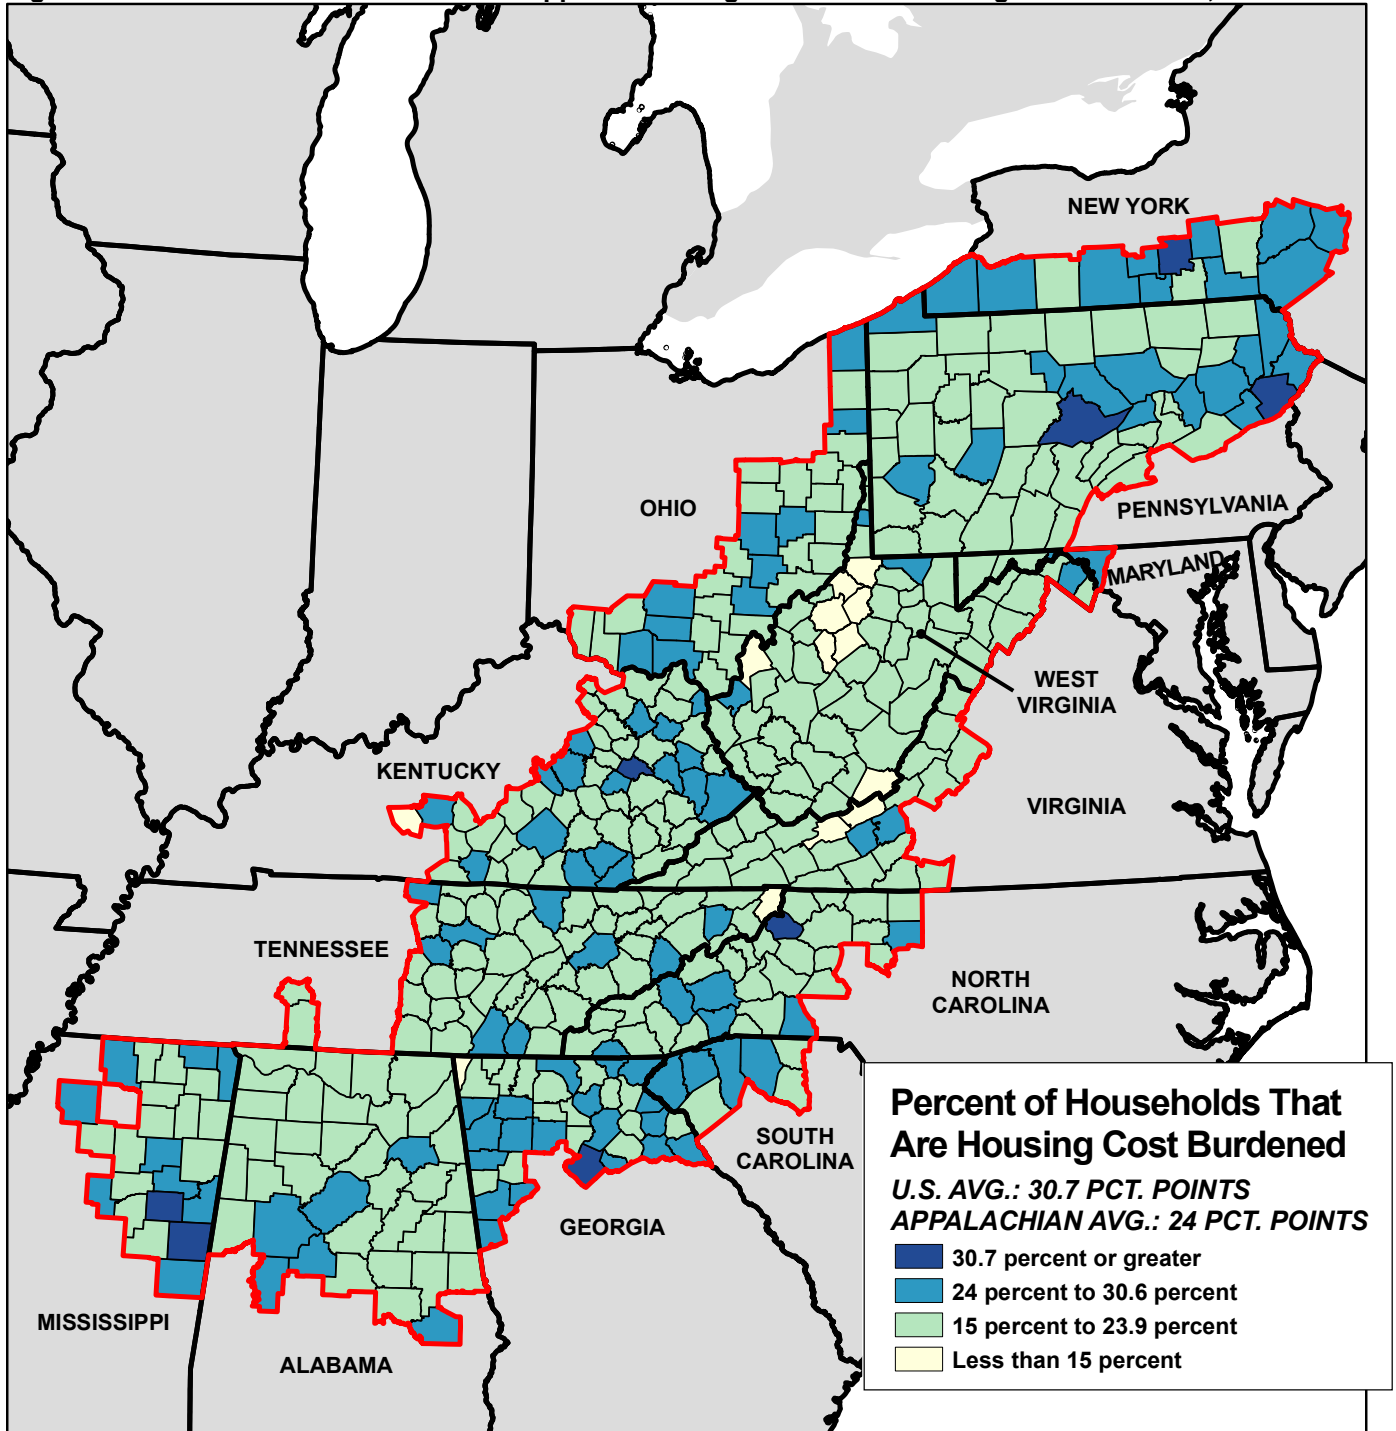 NEW YORK
OHIO
PENNSYLVANIA
MARYLAND
WEST
VIRGINIA
KENTUCKY
VIRGINIA
TENNESSEE
NORTH
CAROLINA
SOUTH
CAROLINA
GEORGIA
MISSISSIPPI
ALABAMA
Percent of Households That
Are Housing Cost Burdened
U.S. AVG.: 30.7 PCT. POINTS
APPALACHIAN AVG.: 24 PCT. POINTS
30.7 percent or greater
24 percent to 30.6 percent
15 percent to 23.9 percent
Less than 15 percent